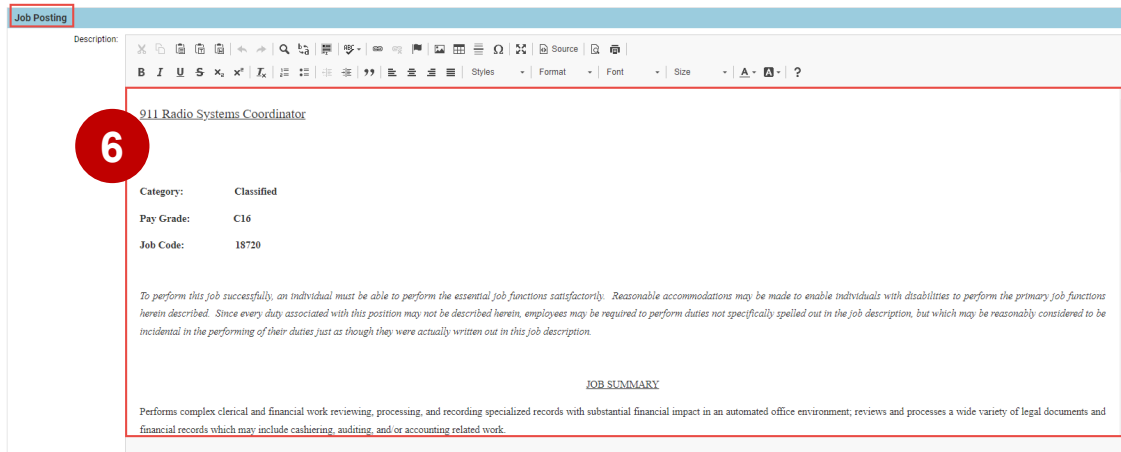 Job Posting
Description:
Source
B I U S x₂ x² Ix
Styles Format Font Size A A ?
6
911 Radio Systems Coordinator
Category: Classified
Pay Grade: C16
Job Code: 18720
To perform this job successfully, an individual must be able to perform the essential job functions satisfactorily. Reasonable accommodations may be made to enable individuals with disabilities to perform the primary job functions
herein described. Since every duty associated with this position may not be described herein, employees may be required to perform duties not specifically spelled out in the job description, but which may be reasonably considered to be
incidental in the performing of their duties just as though they were actually written out in this job description.
JOB SUMMARY
Performs complex clerical and financial work reviewing, processing, and recording specialized records with substantial financial impact in an automated office environment; reviews and processes a wide variety of legal documents and
financial records which may include cashiering, auditing, and/or accounting related work.